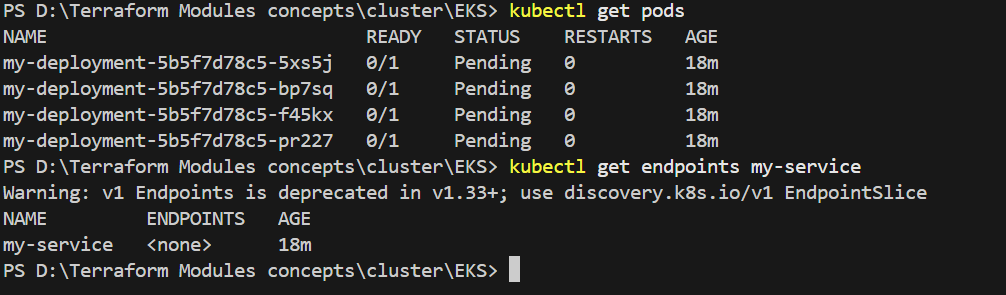 PS D:\Terraform Modules concepts\cluster\EKS> kubectl get pods
NAME READY STATUS RESTARTS AGE
my-deployment-5b5f7d78c5-5xs5j 0/1 Pending 0 18m
my-deployment-5b5f7d78c5-bp7sq 0/1 Pending 0 18m
my-deployment-5b5f7d78c5-f45kx 0/1 Pending 0 18m
my-deployment-5b5f7d78c5-pr227 0/1 Pending 0 18m
PS D:\Terraform Modules concepts\cluster\EKS> kubectl get endpoints my-service
Warning: v1 Endpoints is deprecated in v1.33+; use discovery.k8s.io/v1 EndpointSlice
NAME ENDPOINTS AGE
my-service <none> 18m
PS D:\Terraform Modules concepts\cluster\EKS>